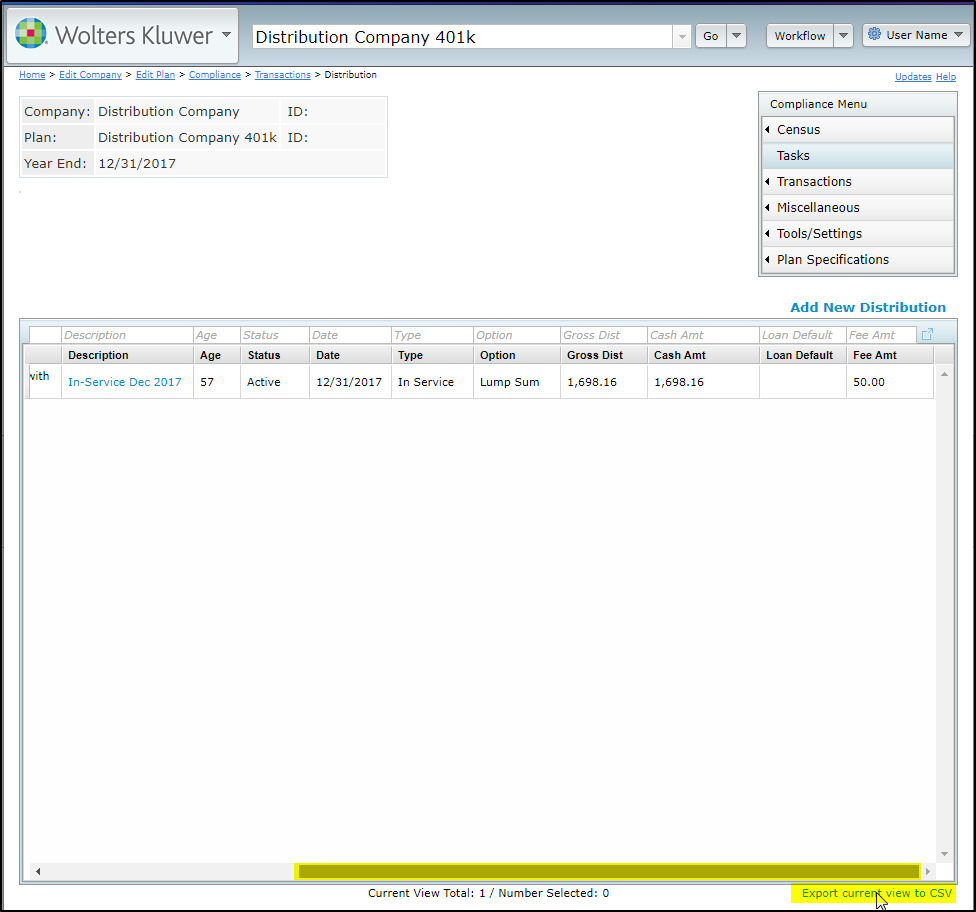 Wolters Kluwer
Distribution Company 401k
Go
Workflow
User Name
Home > Edit Company > Edit Plan > Compliance > Transactions > Distribution
Updates Help
Company: Distribution Company ID:
Plan: Distribution Company 401k ID:
Year End: 12/31/2017
Compliance Menu
Census
Tasks
Transactions
Miscellaneous
Tools/Settings
Plan Specifications
Add New Distribution
Description Age Status Date Type Option Gross Dist Cash Amt Loan Default Fee Amt
Description Age Status Date Type Option Gross Dist Cash Amt Loan Default Fee Amt
with In-Service Dec 2017 57 Active 12/31/2017 In Service Lump Sum 1,698.16 1,698.16 50.00
Current View Total: 1 / Number Selected: 0
Export current view to CSV